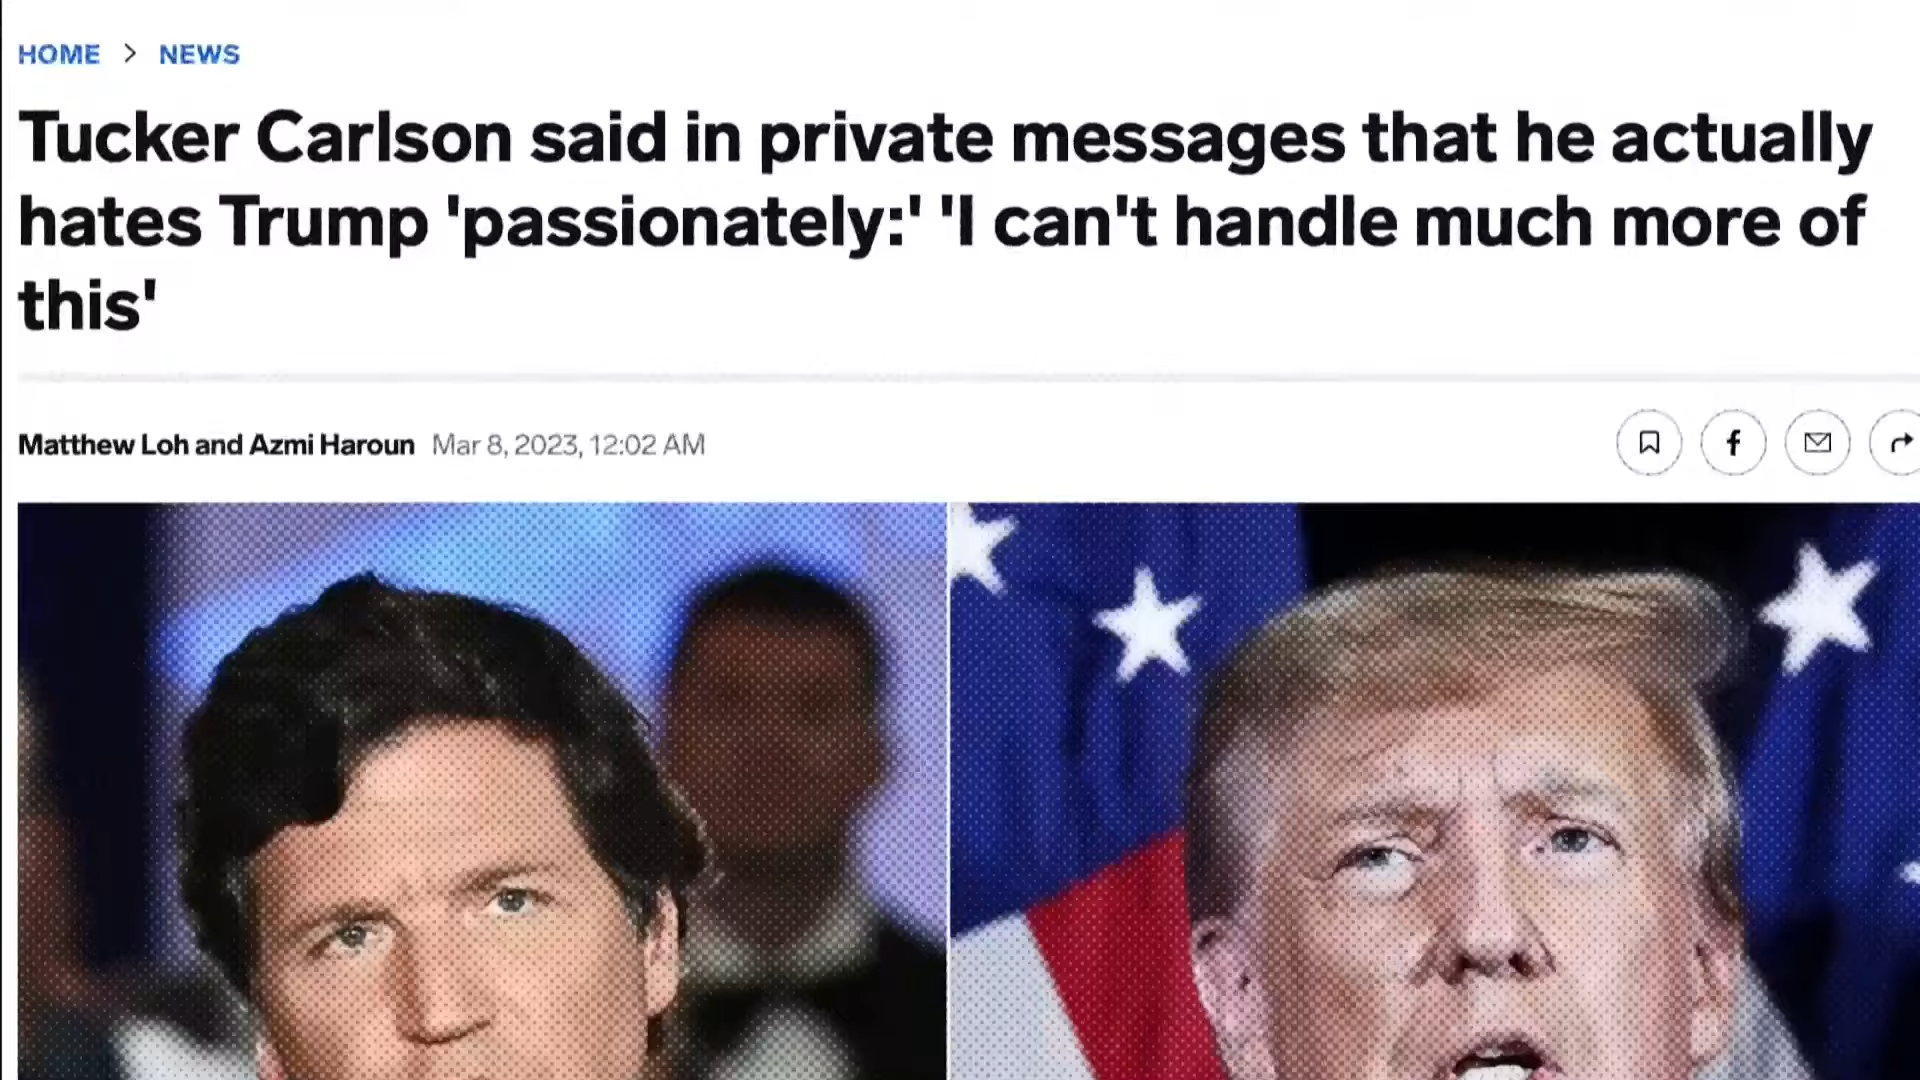 HOME > NEWS
Tucker Carlson said in private messages that he actually
hates Trump 'passionately:' 'I can't handle much more of
this'
Matthew Loh and Azmi Haroun Mar 8, 2023, 12:02 AM